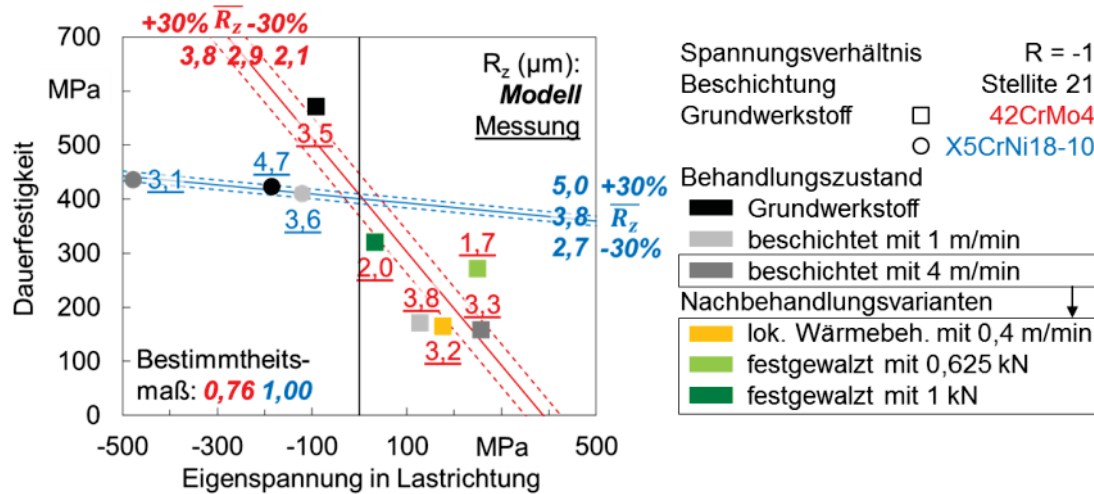 +30% Rz -30%
3,8 2,9 2,1
700
MPa
500
400
300
200
100
0
Dauerfestigkeit
-500 -300 -100 100 MPa 500
Eigenspannung in Lastrichtung
Rz (µm):
Modell
Messung
3,5
3,1
4,7
3,6
5,0 +30%
3,8 Rz
2,7 -30%
1,7
2,0
3,8
3,3
3,2
Bestimmtheits-
maß: 0,76 1,00
Spannungsverhältnis R = -1
Beschichtung Stellite 21
Grundwerkstoff 42CrMo4
X5CrNi18-10
Behandlungszustand
Grundwerkstoff
beschichtet mit 1 m/min
beschichtet mit 4 m/min
Nachbehandlungsvarianten
lok. Wärmebeh. mit 0,4 m/min
festgewalzt mit 0,625 kN
festgewalzt mit 1 kN